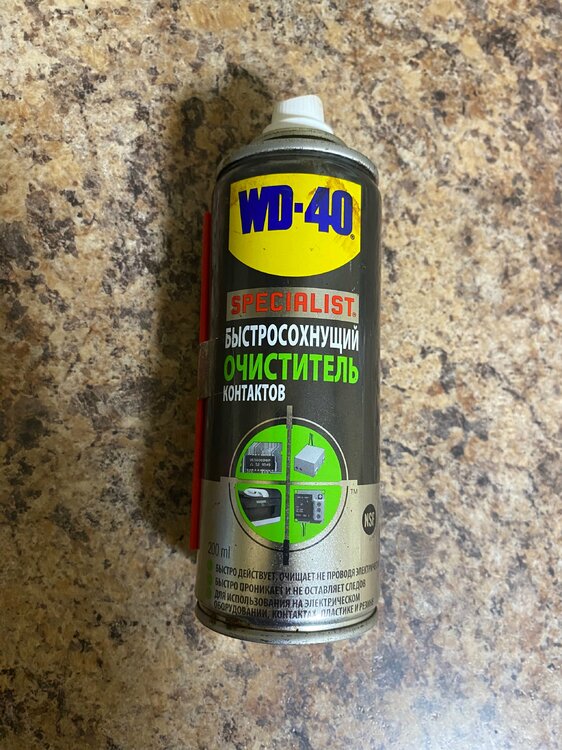 WD-40®
SPECIALIST®
БЫСТРОСОХНУЩИЙ
ОЧИСТИТЕЛЬ
КОНТАКТОВ
TM
NSF
200 ml
БЫСТРО ДЕЙСТВУЕТ, ОЧИЩАЕТ НЕ ПРОВОДЯ
БЫСТРО ПРОНИКАЕТ И НЕ ОСТАВЛЯЕТ СЛЕДОВ
ДЛЯ ИСПОЛЬЗОВАНИЯ НА ЭЛЕКТРИЧЕСКОМ
ОБОРУДОВАНИИ, КОНТАКТАХ, ПЛАСТИКЕ И РЕЗИНЕ